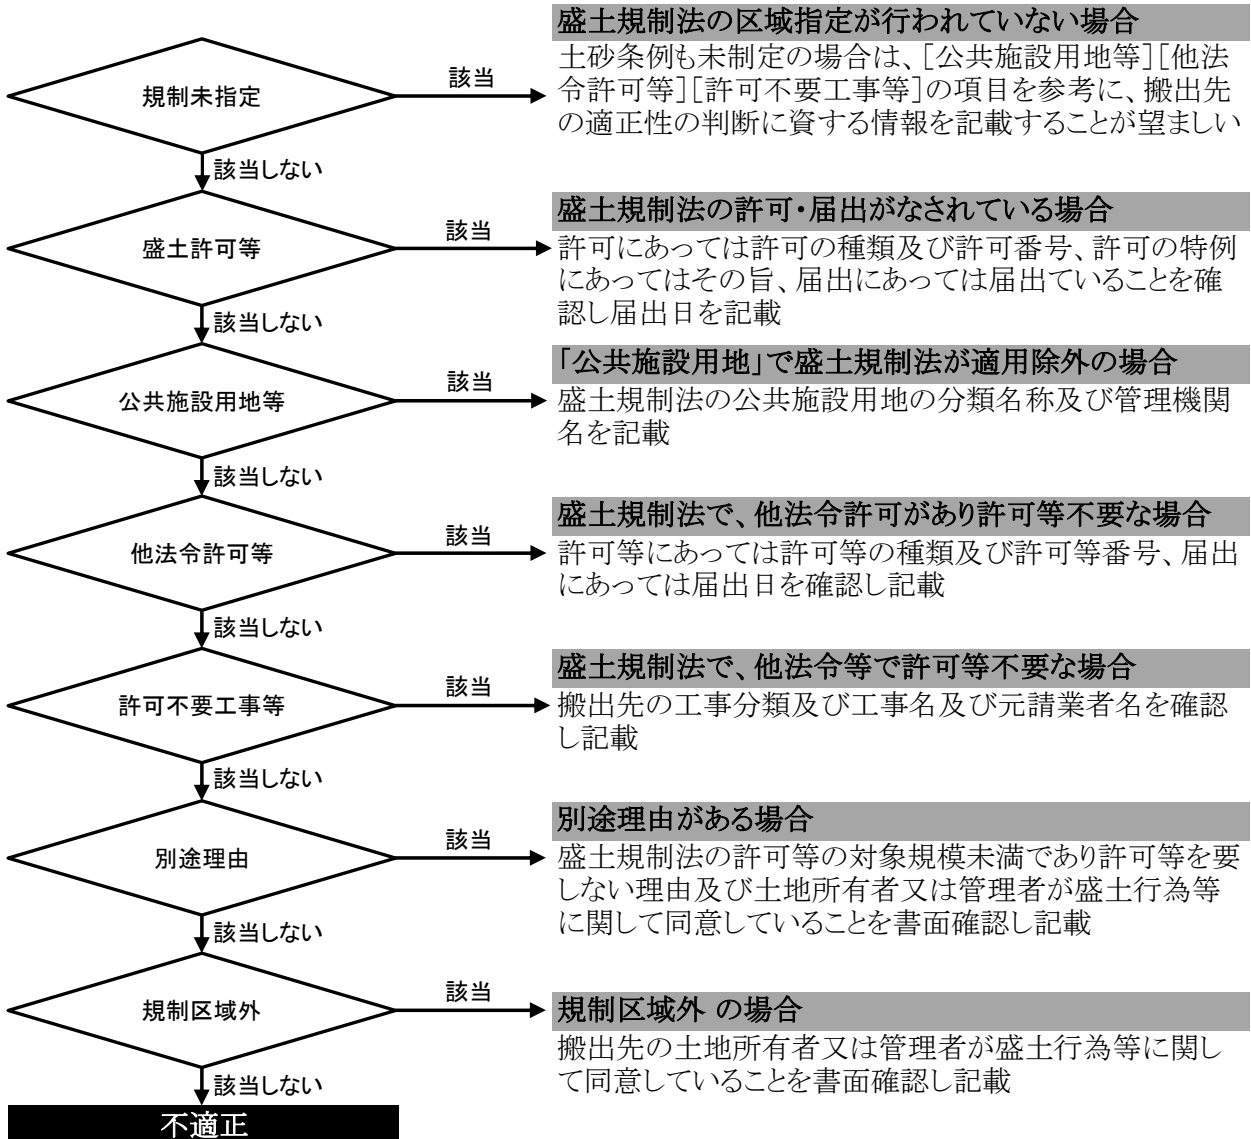 盛土規制法の区域指定が行われていない場合
規制未指定
該当
土砂条例も未制定の場合は、[公共施設用地等][他法
令許可等][許可不要工事等]の項目を参考に、搬出先
の適正性の判断に資する情報を記載することが望ましい
該当しない
盛土規制法の許可・届出がなされている場合
盛土許可等
該当
許可にあっては許可の種類及び許可番号、許可の特例
にあってはその旨、届出にあっては届出ていることを確
認し届出日を記載
該当しない
「公共施設用地」で盛土規制法が適用除外の場合
公共施設用地等
該当
盛土規制法の公共施設用地の分類名称及び管理機関
名を記載
該当しない
盛土規制法で、他法令許可があり許可等不要な場合
他法令許可等
該当
許可等にあっては許可等の種類及び許可等番号、届出
にあっては届出日を確認し記載
該当しない
盛土規制法で、他法令等で許可等不要な場合
許可不要工事等
該当
搬出先の工事分類及び工事名及び元請業者名を確認
し記載
該当しない
別途理由がある場合
別途理由
該当
盛土規制法の許可等の対象規模未満であり許可等を要
しない理由及び土地所有者又は管理者が盛土行為等
に関して同意していることを書面確認し記載
該当しない
規制区域外 の場合
規制区域外
該当
搬出先の土地所有者又は管理者が盛土行為等に関し
て同意していることを書面確認し記載
該当しない
不適正